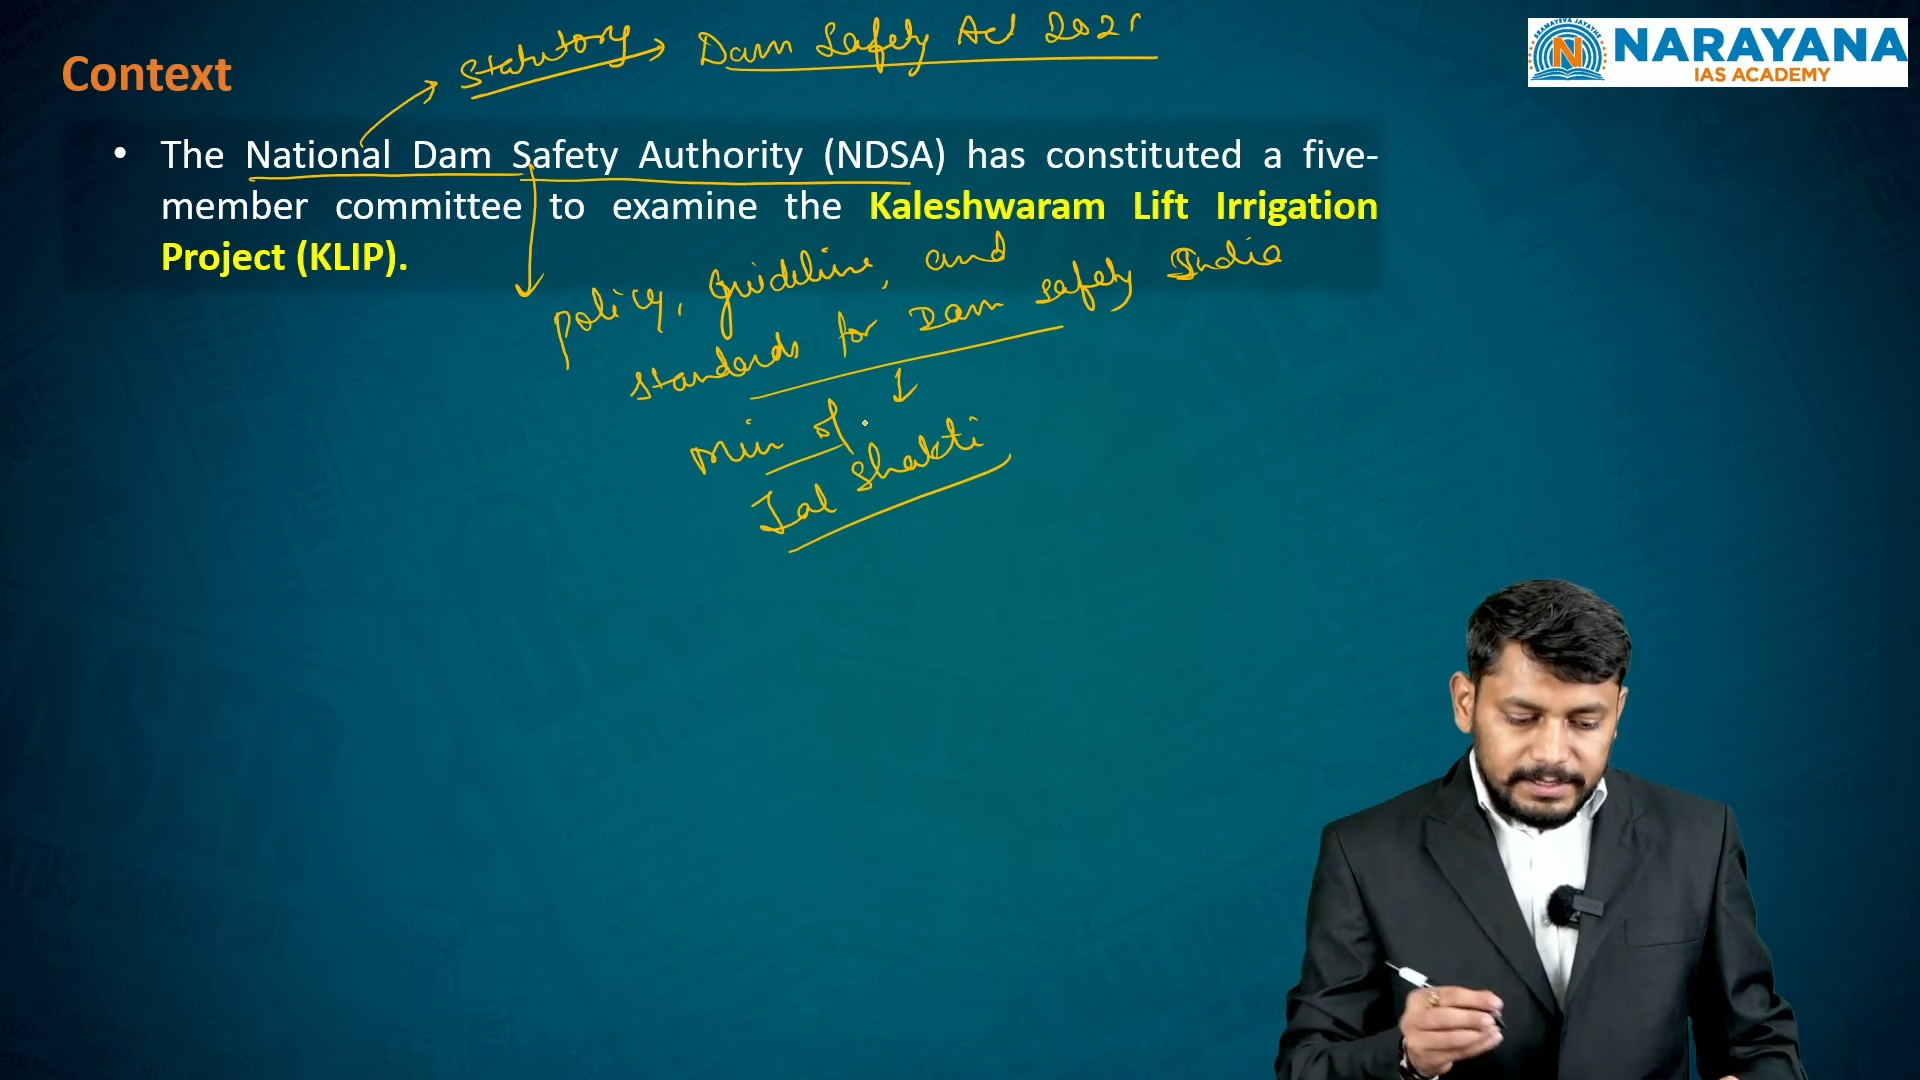 Statutory → Dam Safety Act 2021
NARAYANA
IAS ACADEMY
Context
• The National Dam Safety Authority (NDSA) has constituted a five-
member committee to examine the Kaleshwaram Lift Irrigation
Project (KLIP).
policy, guideline, and
standards for Dam safety India
Min of
Jal Shakti